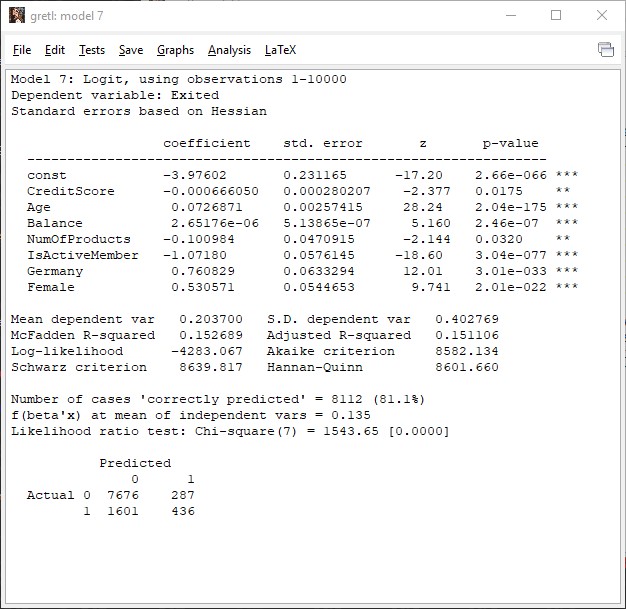 gretl: model 7
File Edit Tests Save Graphs Analysis LaTeX
Model 7: Logit, using observations 1-10000
Dependent variable: Exited
Standard errors based on Hessian
coefficient std. error z p-value
---------------------------------------------------------------
const −3.97602 0.231165 −17.20 2.66e-066 ***
CreditScore −0.000666050 0.000280207 −2.377 0.0175 **
Age 0.0726871 0.00257415 28.24 2.04e-175 ***
Balance 2.65176e-06 5.13865e-07 5.160 2.46e-07 ***
NumOfProducts −0.100984 0.0470915 −2.144 0.0320 **
IsActiveMember −1.07180 0.0576145 −18.60 3.04e-077 ***
Germany 0.760829 0.0633294 12.01 3.01e-033 ***
Female 0.530571 0.0544653 9.741 2.01e-022 ***
Mean dependent var 0.203700 S.D. dependent var 0.402769
McFadden R-squared 0.152689 Adjusted R-squared 0.151106
Log-likelihood −4283.067 Akaike criterion 8582.134
Schwarz criterion 8639.817 Hannan-Quinn 8601.660
Number of cases 'correctly predicted' = 8112 (81.1%)
f(beta'x) at mean of independent vars = 0.135
Likelihood ratio test: Chi-square(7) = 1543.65 [0.0000]
Predicted
0 1
Actual 0 7676 287
1 1601 436